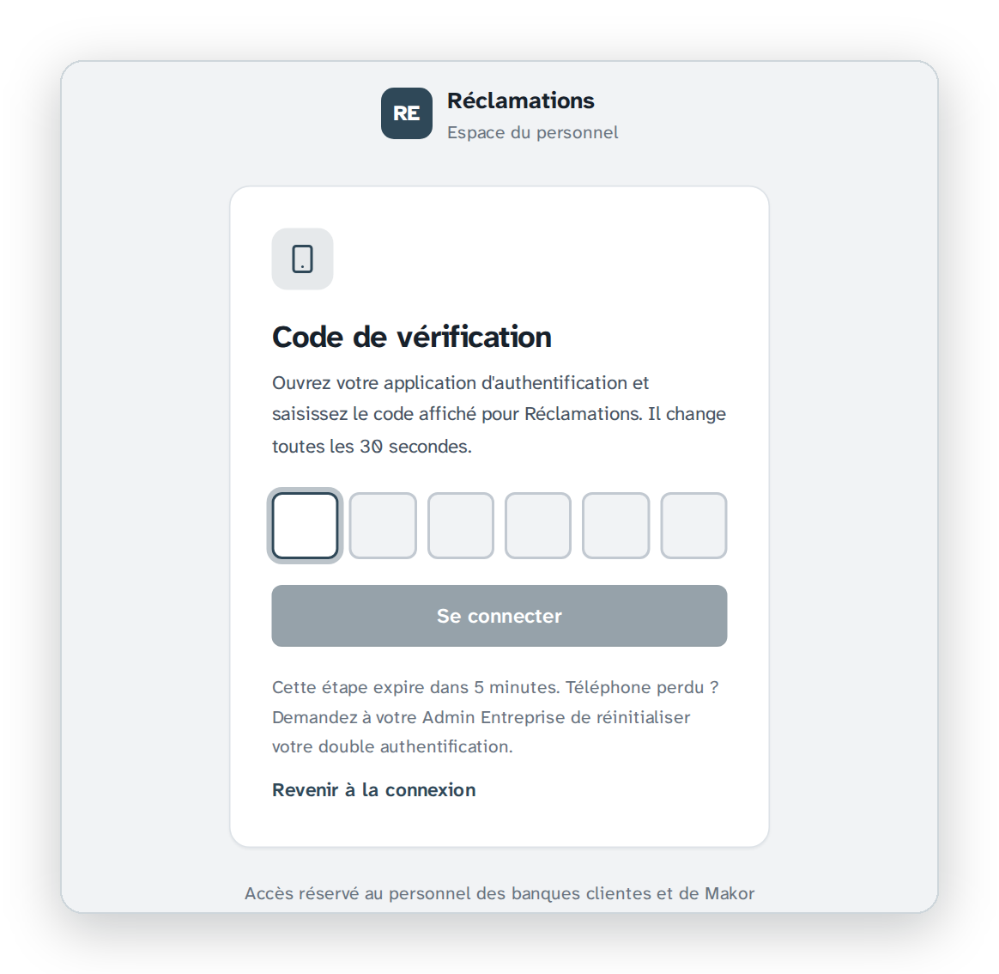 RE
Réclamations
Espace du personnel
Code de vérification
Ouvrez votre application d'authentification et
saisissez le code affiché pour Réclamations. Il change
toutes les 30 secondes.
Se connecter
Cette étape expire dans 5 minutes. Téléphone perdu ?
Demandez à votre Admin Entreprise de réinitialiser
votre double authentification.
Revenir à la connexion
Accès réservé au personnel des banques clientes et de Makor